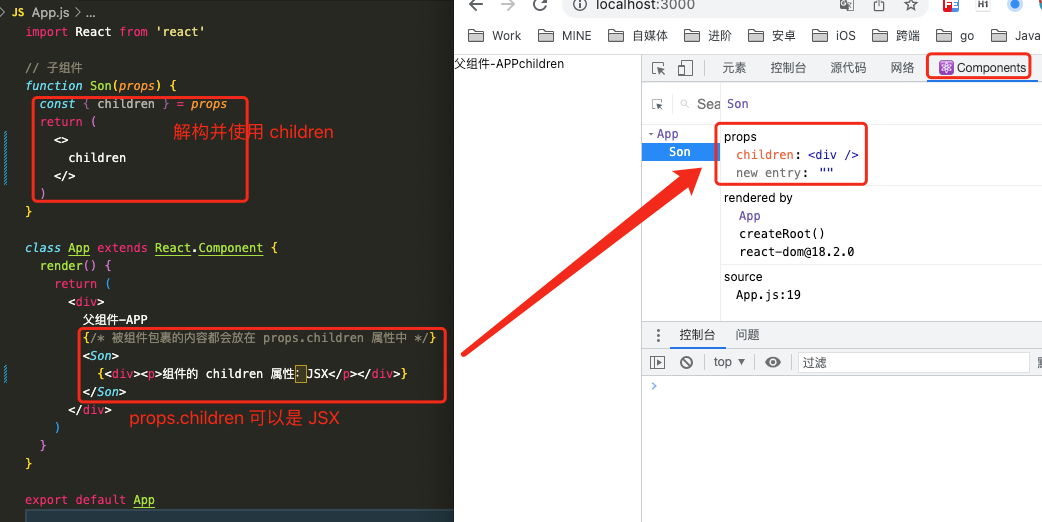 JS App.js > ...
import React from 'react'
// 子组件
function Son(props) {
const { children } = props
return (
<>
children
</>
)
}
解构并使用 children
class App extends React.Component {
render() {
return (
<div>
父组件-APP
{/* 被组件包裹的内容都会放在 props.children 属性中 */}
<Son>
{<div><p>组件的 children 属性：JSX</p></div>}
</Son>
</div>
props.children 可以是 JSX
)
}
}
export default App
localhost:3000
Work MINE 自媒体 进阶 安卓 iOS 跨端 go Java
父组件-APPchildren
元素 控制台 源代码 网络 Components
Sea Son
App
Son
props
children: <div />
new entry: ""
rendered by
App
createRoot()
react-dom@18.2.0
source
App.js:19
控制台 问题
top ▼ 过滤
>